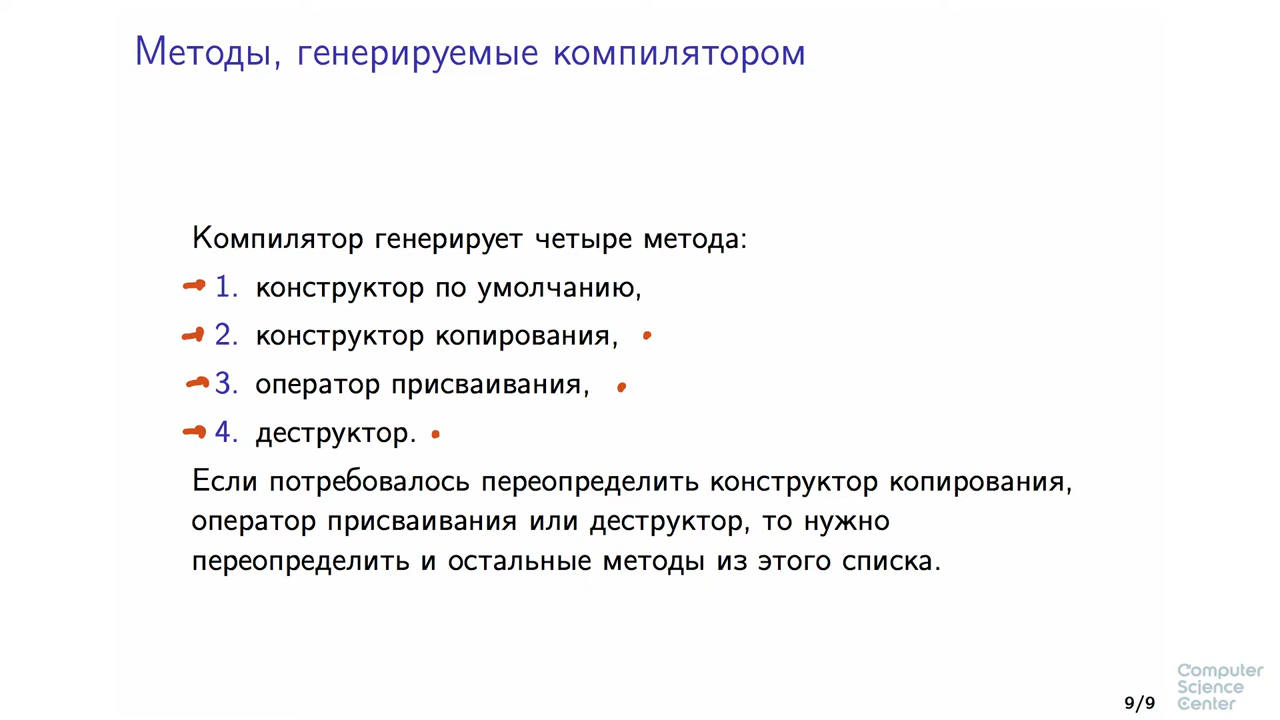 Методы, генерируемые компилятором
Компилятор генерирует четыре метода:
1. конструктор по умолчанию,
2. конструктор копирования,
3. оператор присваивания,
4. деструктор.
Если потребовалось переопределить конструктор копирования,
оператор присваивания или деструктор, то нужно
переопределить и остальные методы из этого списка.
9/9
Computer
Science
Center